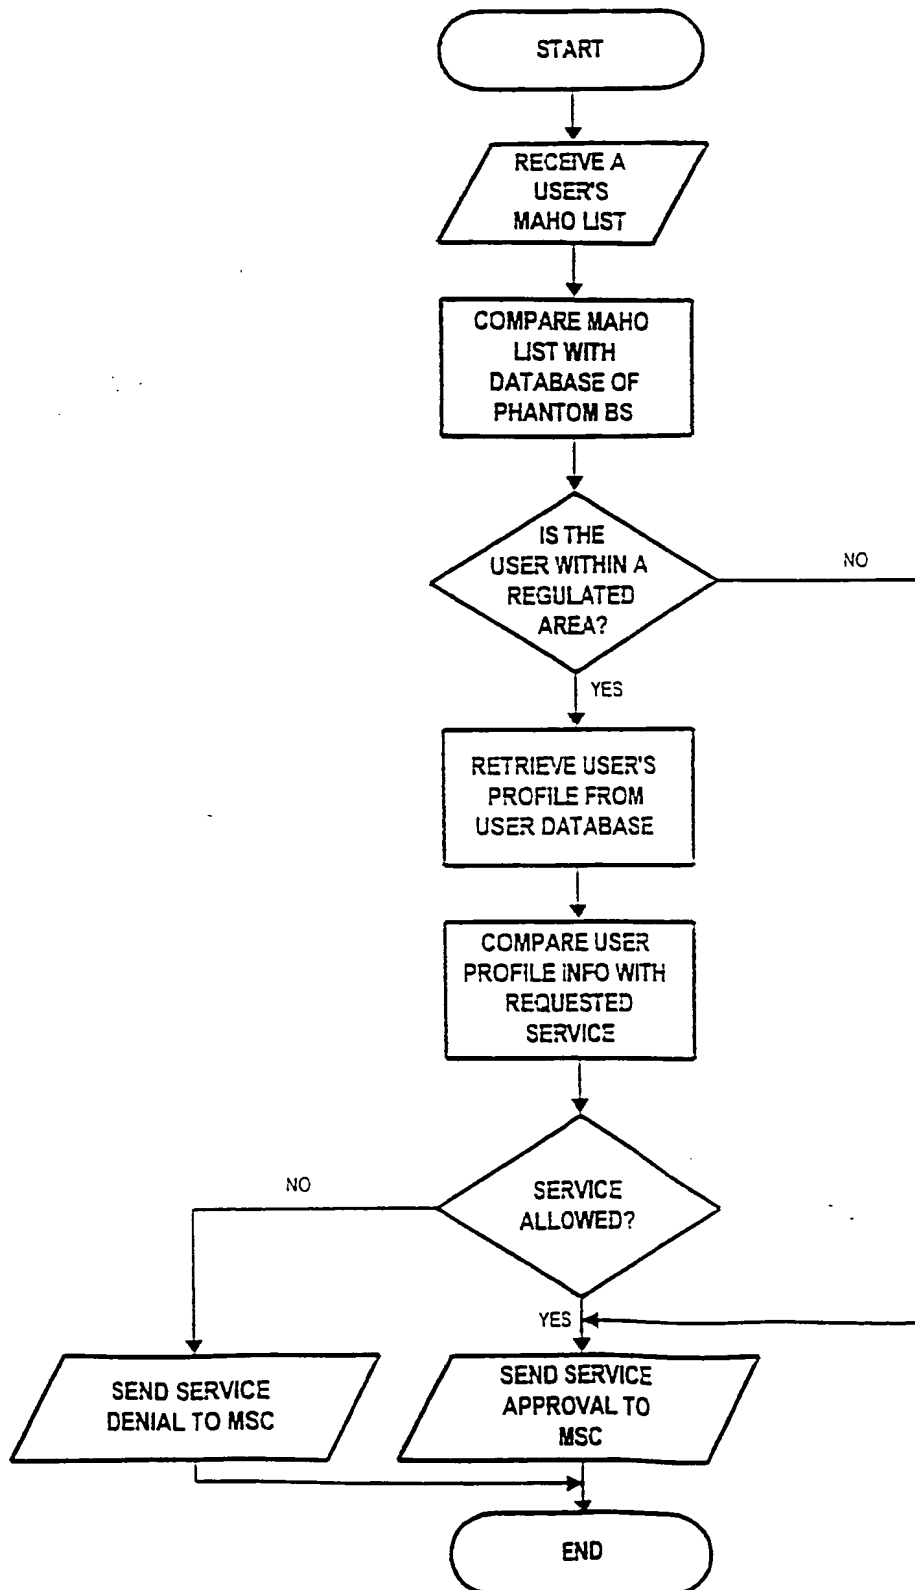 START
RECEIVE A
USER'S
MAHO LIST
COMPARE MAHO
LIST WITH
DATABASE OF
PHANTOM BS
IS THE
USER WITHIN A
REGULATED
AREA?
NO
YES
RETRIEVE USER'S
PROFILE FROM
USER DATABASE
COMPARE USER
PROFILE INFO WITH
REQUESTED
SERVICE
SERVICE
ALLOWED?
NO
YES
SEND SERVICE
DENIAL TO MSC
SEND SERVICE
APPROVAL TO
MSC
END